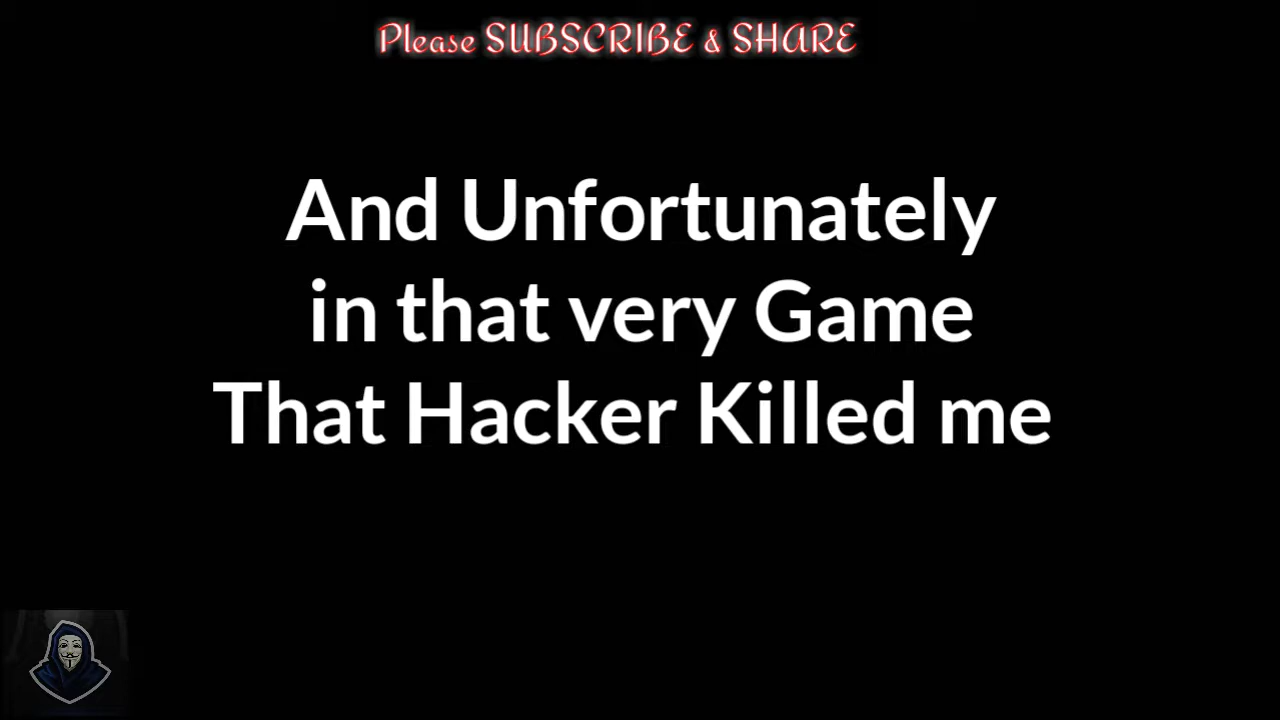 Please SUBSCRIBE & SHARE
And Unfortunately
in that very Game
That Hacker Killed me